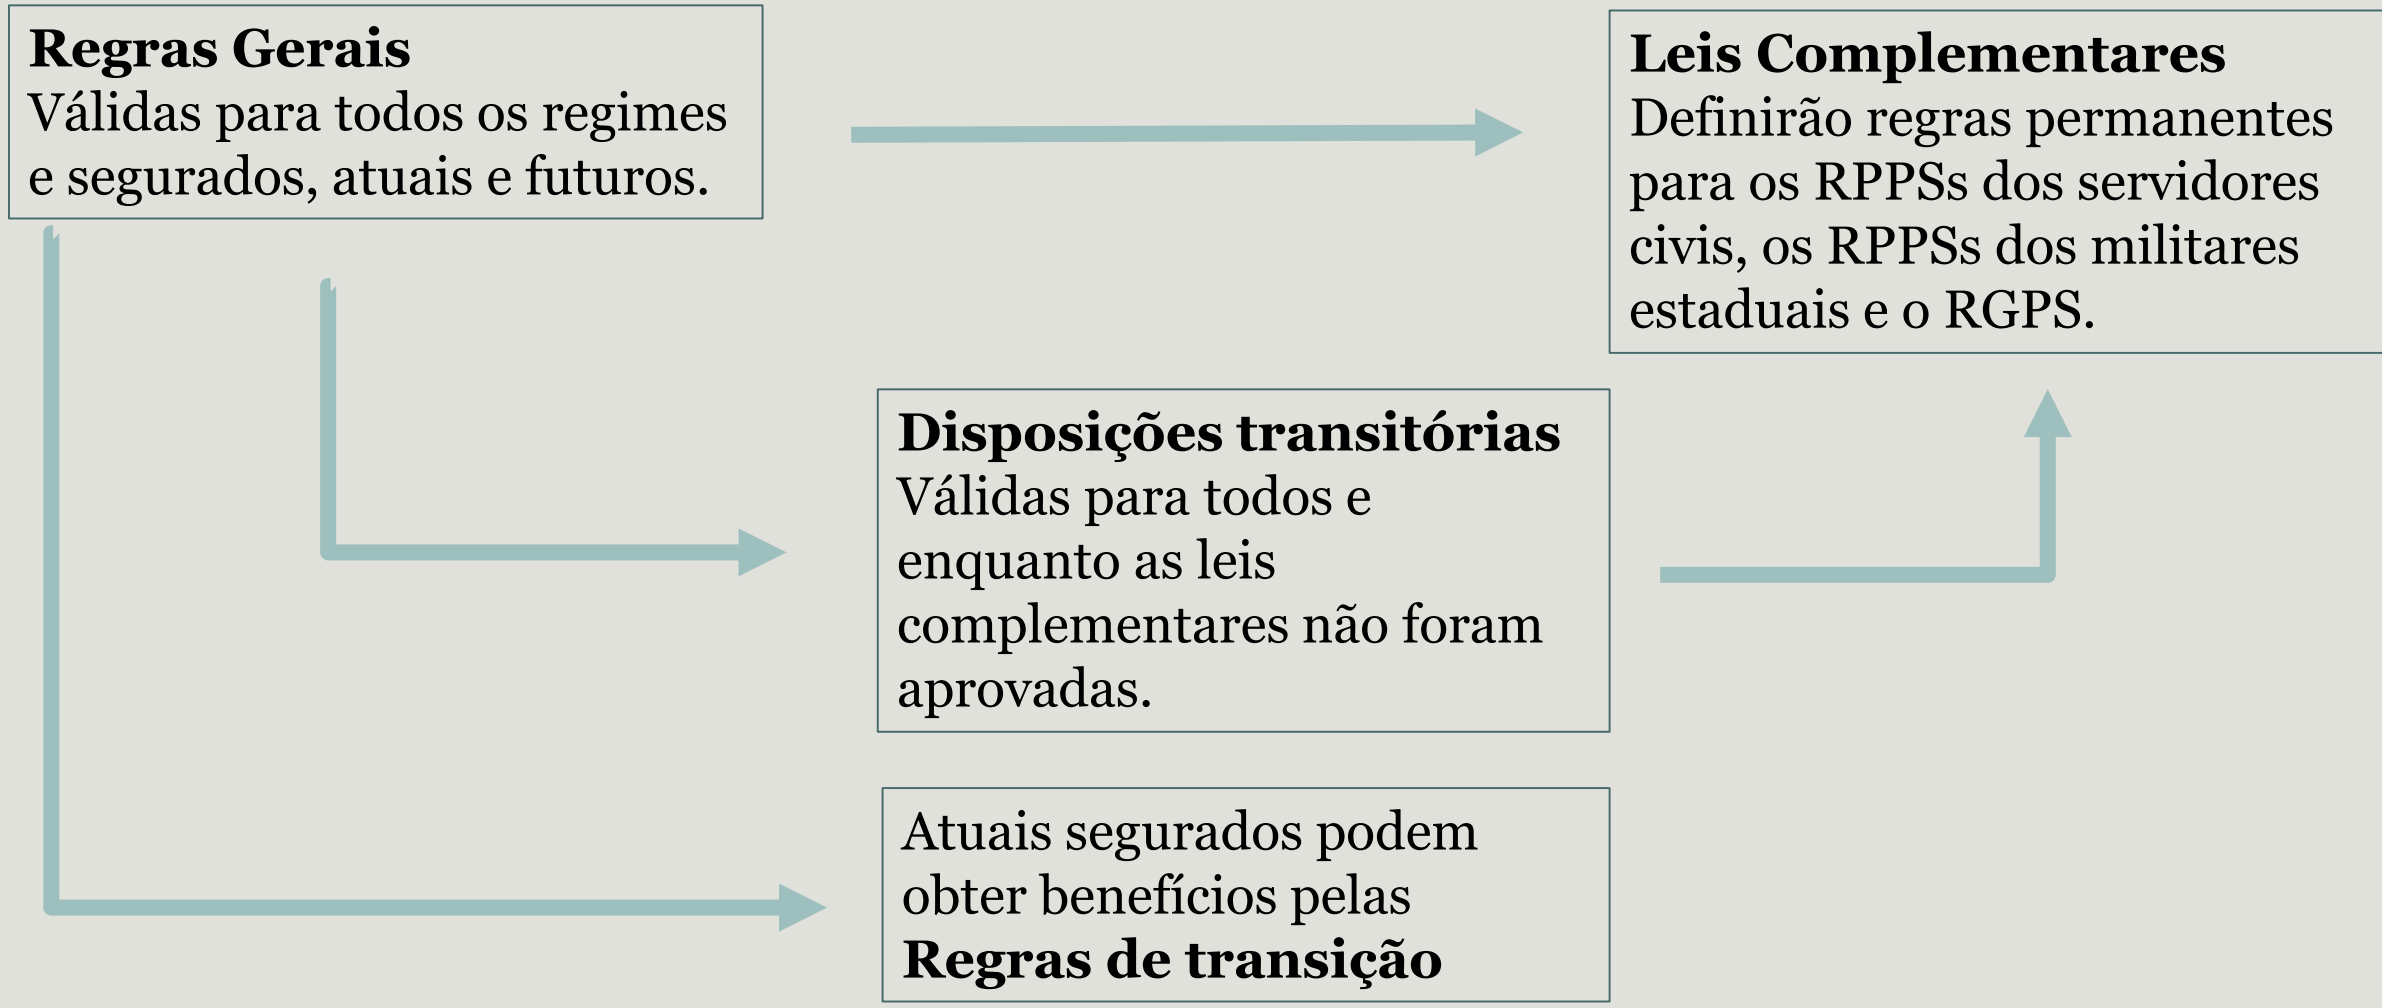 Regras Gerais
Válidas para todos os regimes
e segurados, atuais e futuros.
Leis Complementares
Definirão regras permanentes
para os RPPSs dos servidores
civis, os RPPSs dos militares
estaduais e o RGPS.
Disposições transitórias
Válidas para todos e
enquanto as leis
complementares não foram
aprovadas.
Atuais segurados podem
obter benefícios pelas
Regras de transição